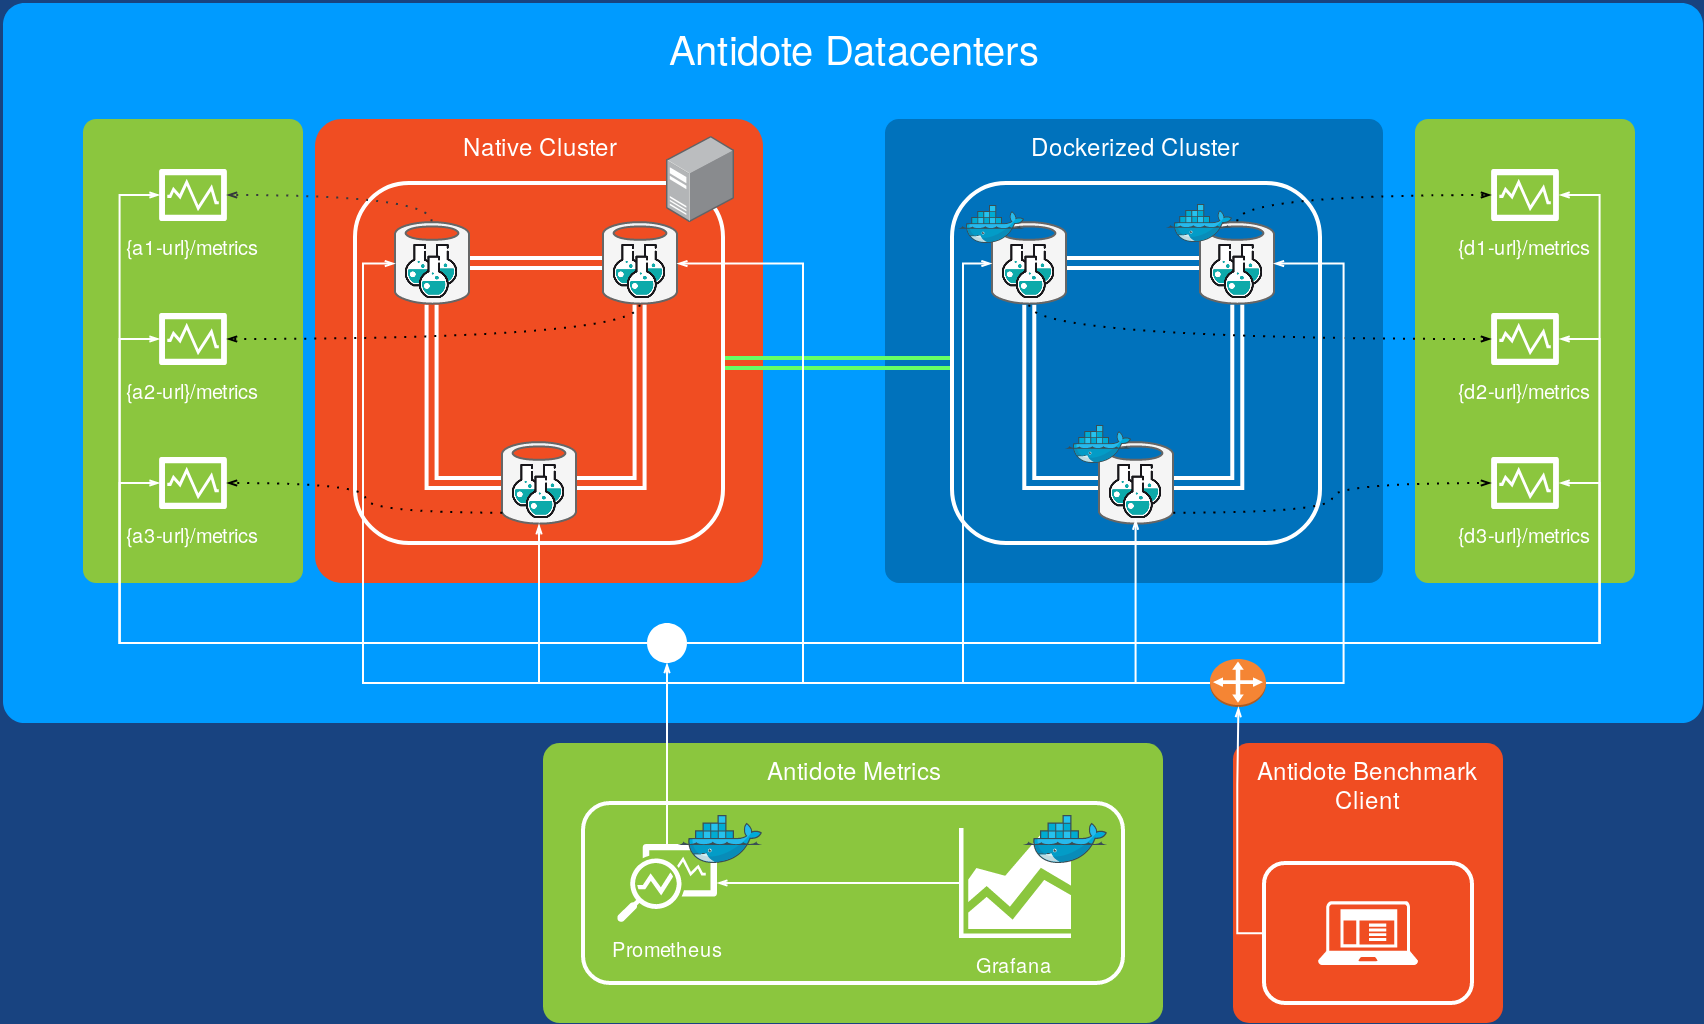 Antidote Datacenters
Native Cluster
Dockerized Cluster
{a1-url}/metrics
{a2-url}/metrics
{a3-url}/metrics
{d1-url}/metrics
{d2-url}/metrics
{d3-url}/metrics
Antidote Metrics
Prometheus
Grafana
Antidote Benchmark
Client